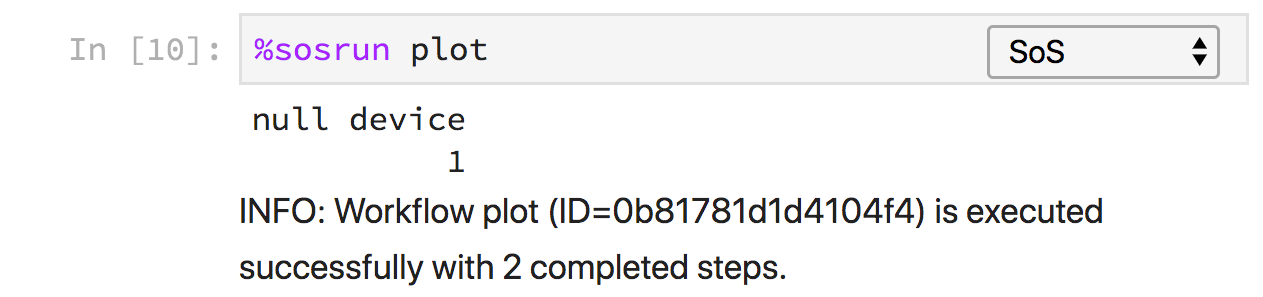 In [10]: %sosrun plot SoS
null device
1
INFO: Workflow plot (ID=0b81781d1d4104f4) is executed
successfully with 2 completed steps.